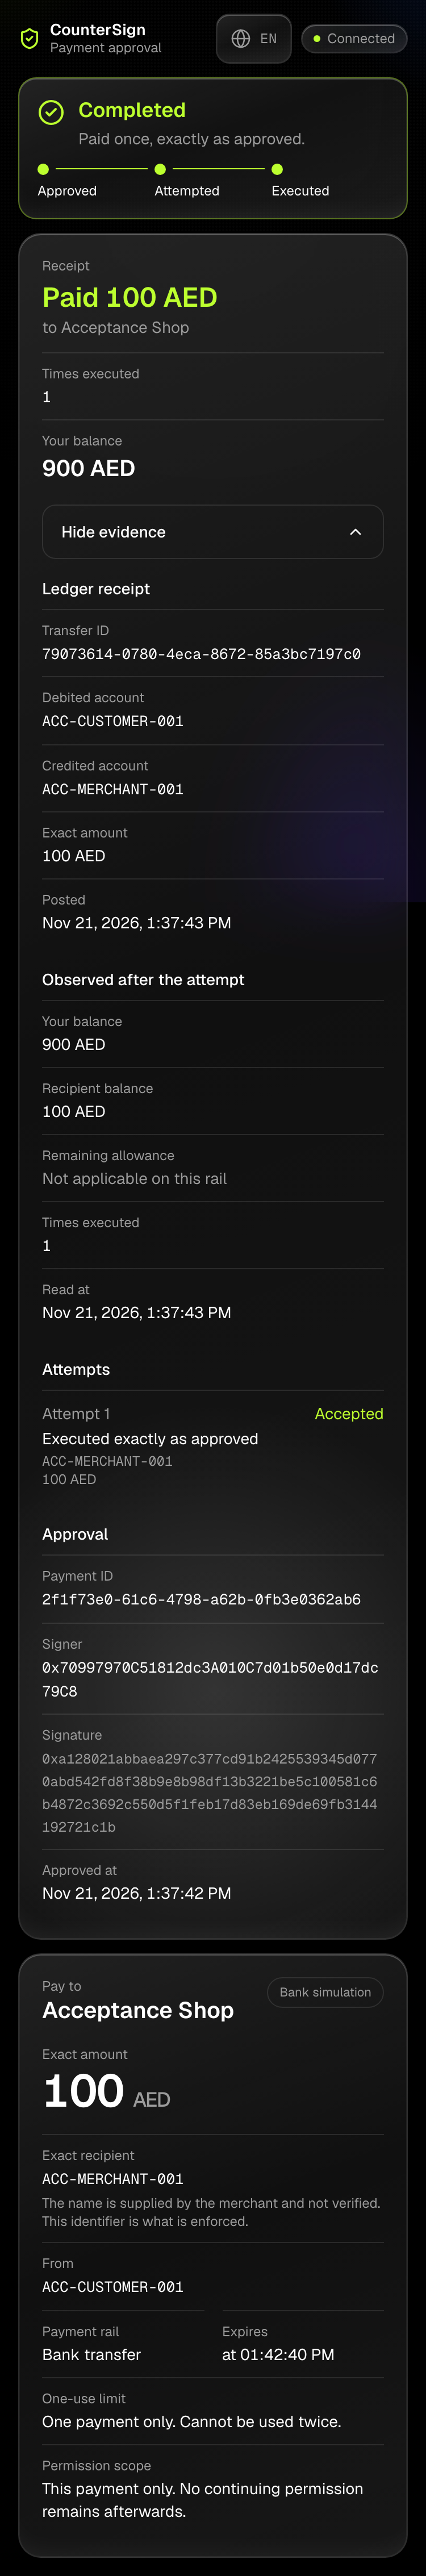 CounterSign
Payment approval
EN
Connected
Completed
Paid once, exactly as approved.
Approved
Attempted
Executed
Receipt
Paid 100 AED
to Acceptance Shop
Times executed
1
Your balance
900 AED
Hide evidence
Ledger receipt
Transfer ID
79073614-0780-4eca-8672-85a3bc7197c0
Debited account
ACC-CUSTOMER-001
Credited account
ACC-MERCHANT-001
Exact amount
100 AED
Posted
Nov 21, 2026, 1:37:43 PM
Observed after the attempt
Your balance
900 AED
Recipient balance
100 AED
Remaining allowance
Not applicable on this rail
Times executed
1
Read at
Nov 21, 2026, 1:37:43 PM
Attempts
Attempt 1
Accepted
Executed exactly as approved
ACC-MERCHANT-001
100 AED
Approval
Payment ID
2f1f73e0-61c6-4798-a62b-0fb3e0362ab6
Signer
0x70997970C51812dc3A010C7d01b50e0d17dc
79C8
Signature
0xa128021abbaea297c377cd91b2425539345d077
0abd542fd8f38b9e8b98df13b3221be5c100581c6
b4872c3692c550d5f1feb17d83eb169de69fb3144
192721c1b
Approved at
Nov 21, 2026, 1:37:42 PM
Pay to
Acceptance Shop
Bank simulation
Exact amount
100 AED
Exact recipient
ACC-MERCHANT-001
The name is supplied by the merchant and not verified.
This identifier is what is enforced.
From
ACC-CUSTOMER-001
Payment rail
Bank transfer
Expires
at 01:42:40 PM
One-use limit
One payment only. Cannot be used twice.
Permission scope
This payment only. No continuing permission
remains afterwards.